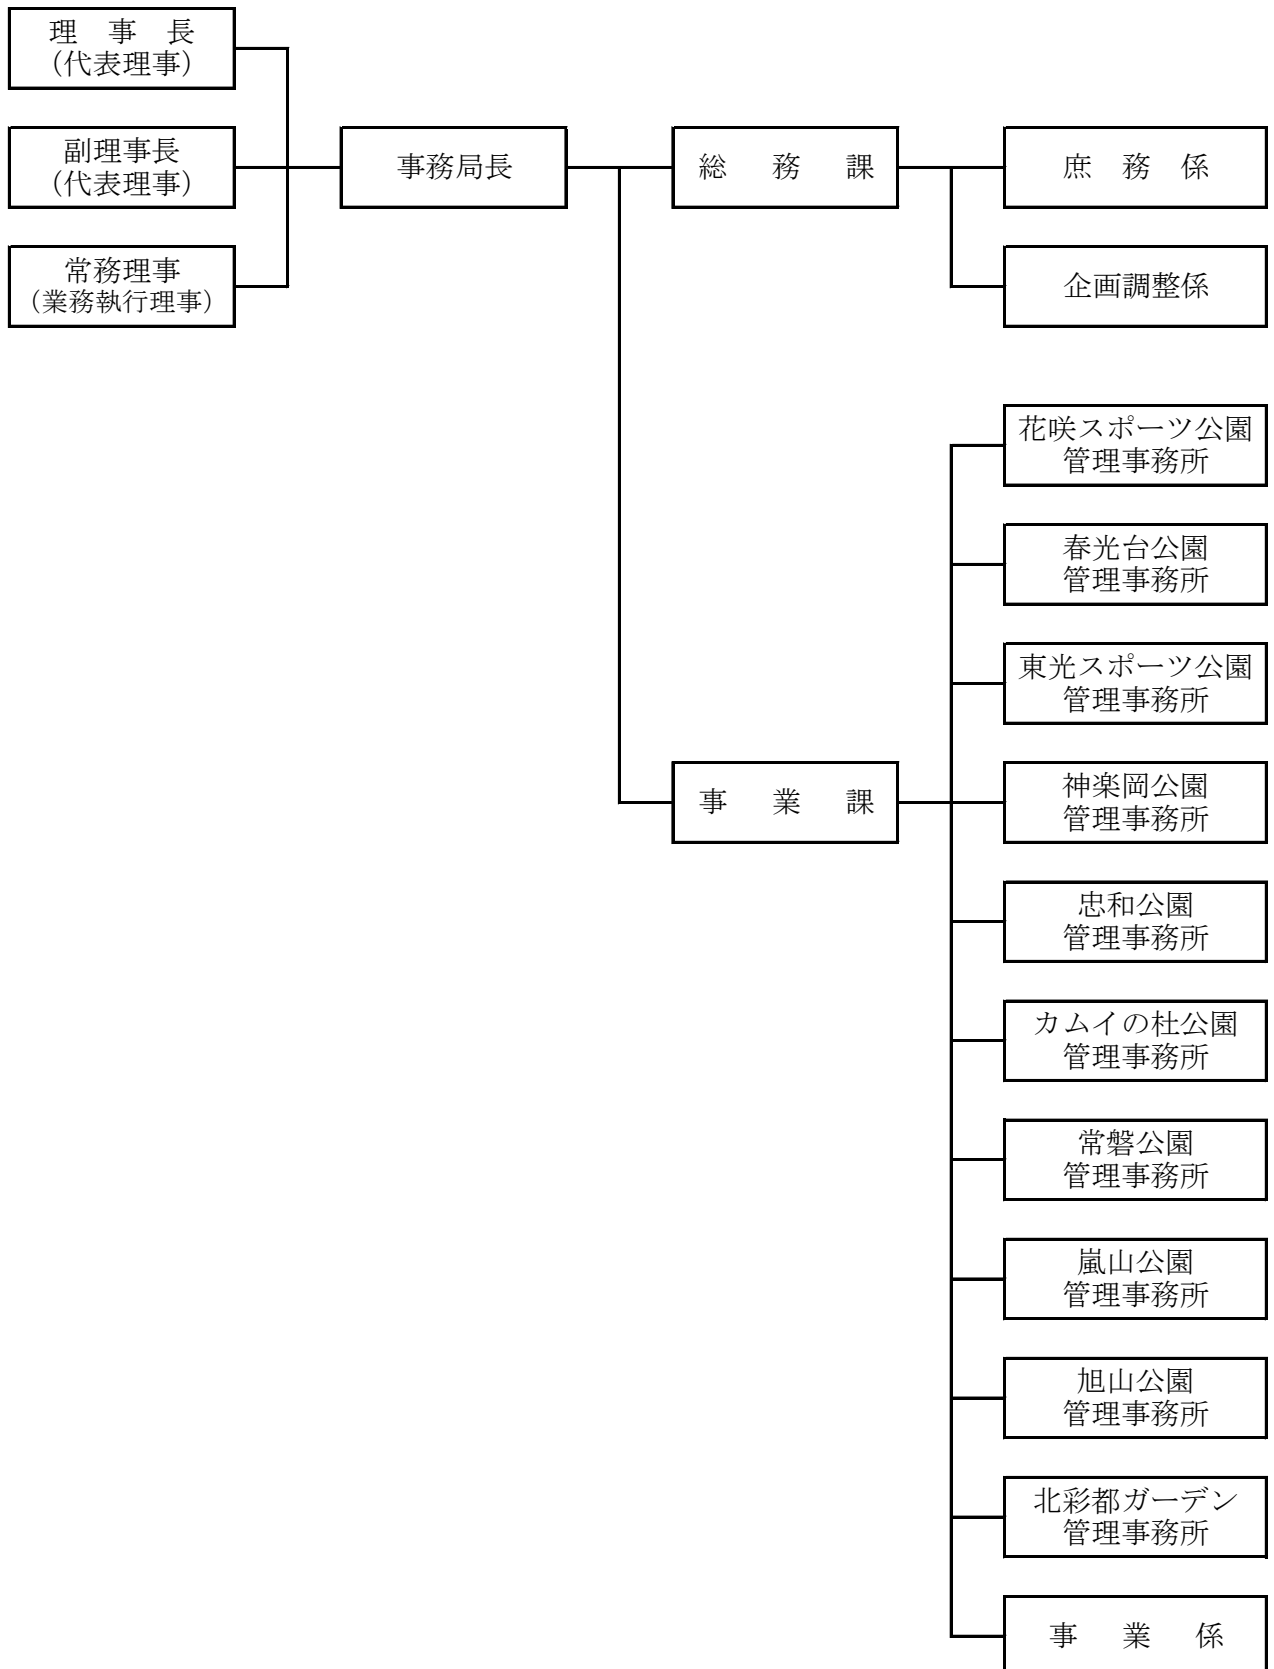 理　事　長
（代表理事）
副理事長
（代表理事）
常務理事
（業務執行理事）
事務局長
総　務　課
庶　務　係
企画調整係
事　業　課
花咲スポーツ公園
管理事務所
春光台公園
管理事務所
東光スポーツ公園
管理事務所
神楽岡公園
管理事務所
忠和公園
管理事務所
カムイの杜公園
管理事務所
常磐公園
管理事務所
嵐山公園
管理事務所
旭山公園
管理事務所
北彩都ガーデン
管理事務所
事　業　係